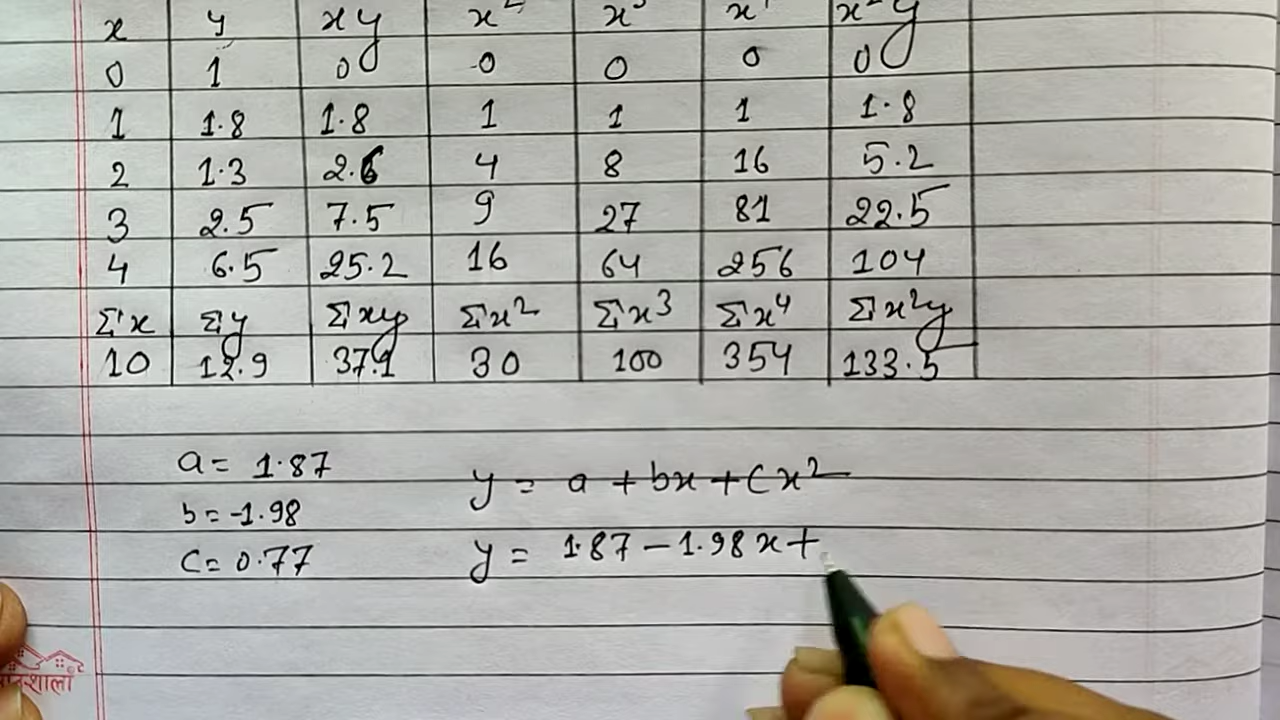 x y xy x² x³ x⁴ x²y
0 1 0 0 0 0 0
1 1.8 1.8 1 1 1 1.8
2 1.3 2.6 4 8 16 5.2
3 2.5 7.5 9 27 81 22.5
4 6.5 25.2 16 64 256 104
Σx Σy Σxy Σx² Σx³ Σx⁴ Σx²y
10 12.9 37.1 30 100 354 133.5
a = 1.87
b = -1.98
c = 0.77
y = a + bx + cx²
y = 1.87 - 1.98x +